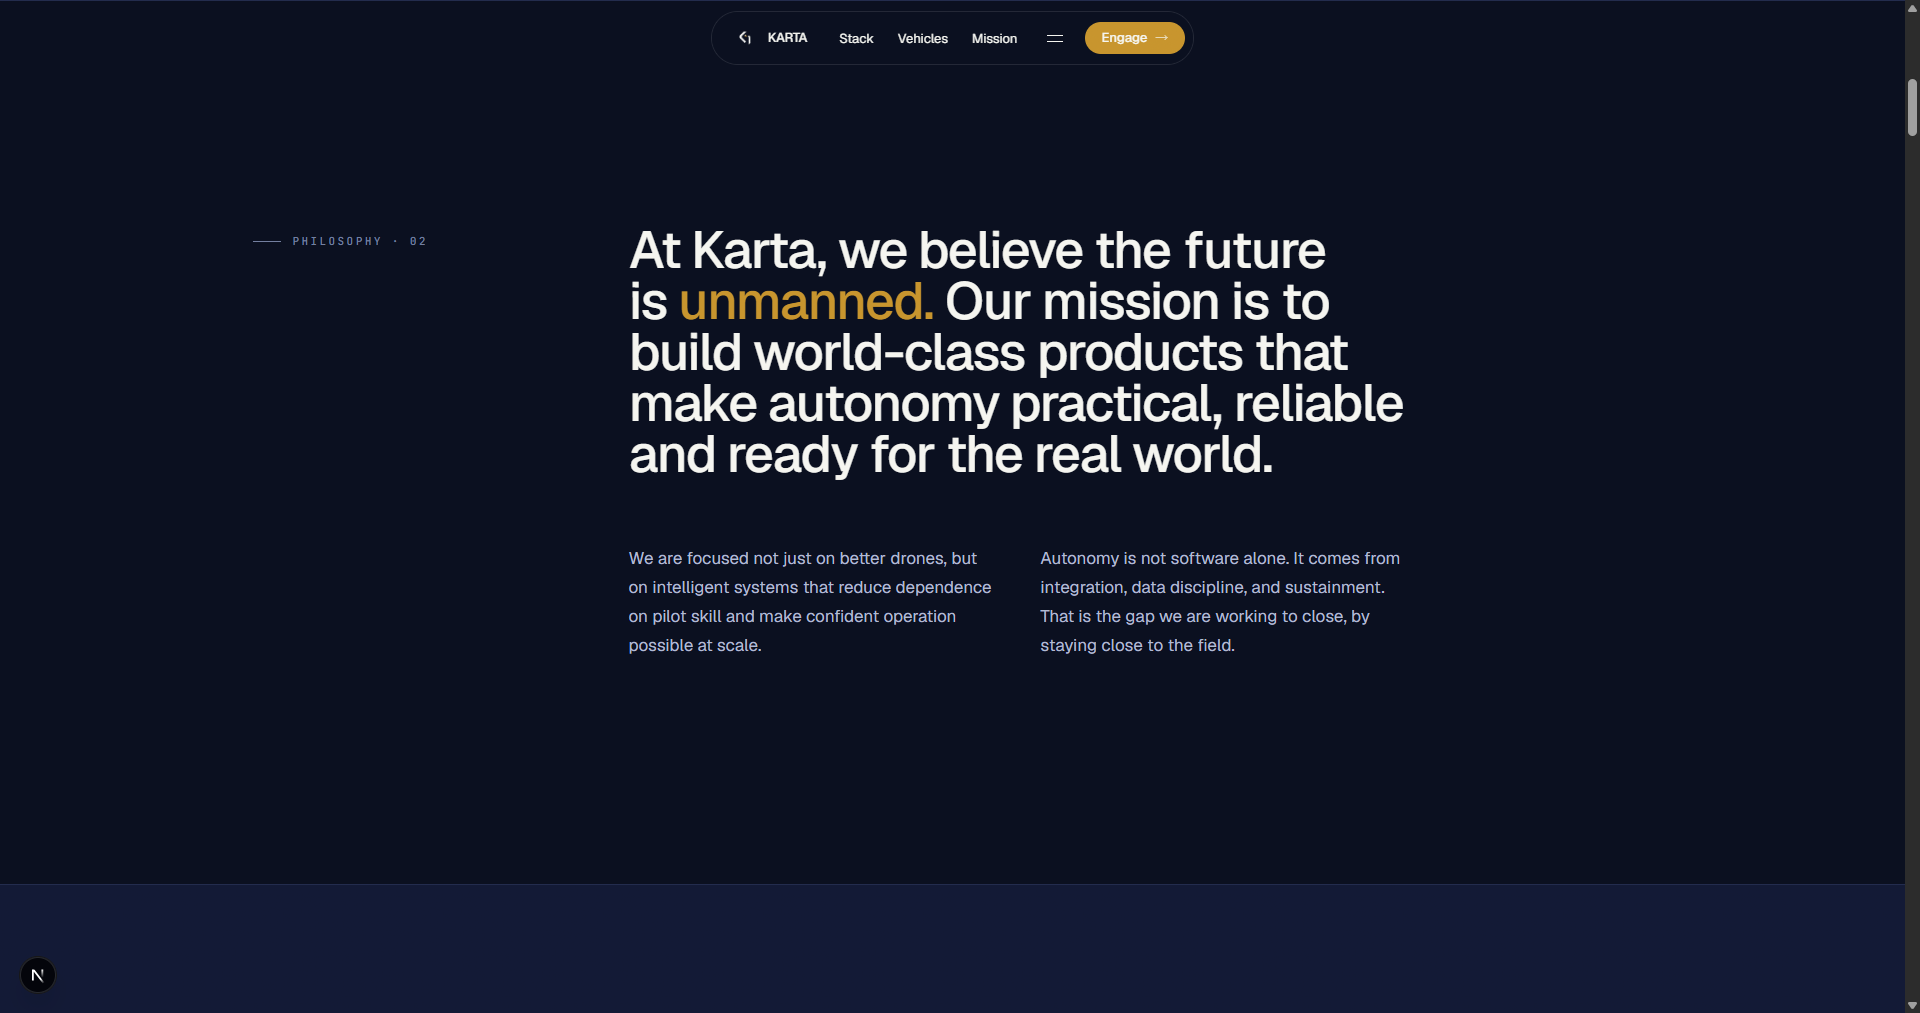 KARTA Stack Vehicles Mission Engage →
PHILOSOPHY · 02
At Karta, we believe the future
is unmanned. Our mission is to
build world-class products that
make autonomy practical, reliable
and ready for the real world.
We are focused not just on better drones, but
on intelligent systems that reduce dependence
on pilot skill and make confident operation
possible at scale.
Autonomy is not software alone. It comes from
integration, data discipline, and sustainment.
That is the gap we are working to close, by
staying close to the field.
N